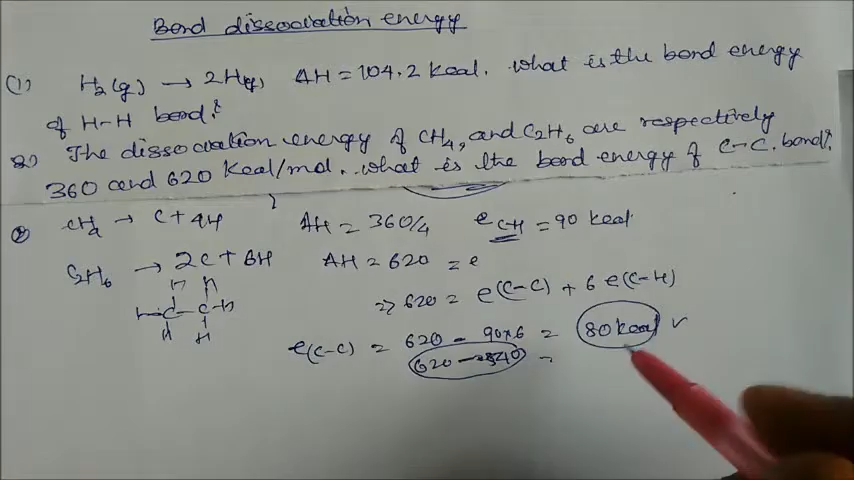 Bond dissociation energy
(1) H2(g) → 2H(g), ΔH = 104.2 Kcal. what is the bond energy
of H-H bond?
2) The dissociation energy of CH4, and C2H6 are respectively
360 and 620 Kcal/mol. what is the bond energy of C-C. bond?
② CH4 → C + 4H ΔH = 360/4 e C-H = 90 kcal
C2H6 → 2C + 6H ΔH = 620 = e
H H
H-C-C-H
H H
=> 620 = e(C-C) + 6 e(C-H)
e(C-C) = 620 - 90x6 = 80 kcal ✓
620 - 540 =